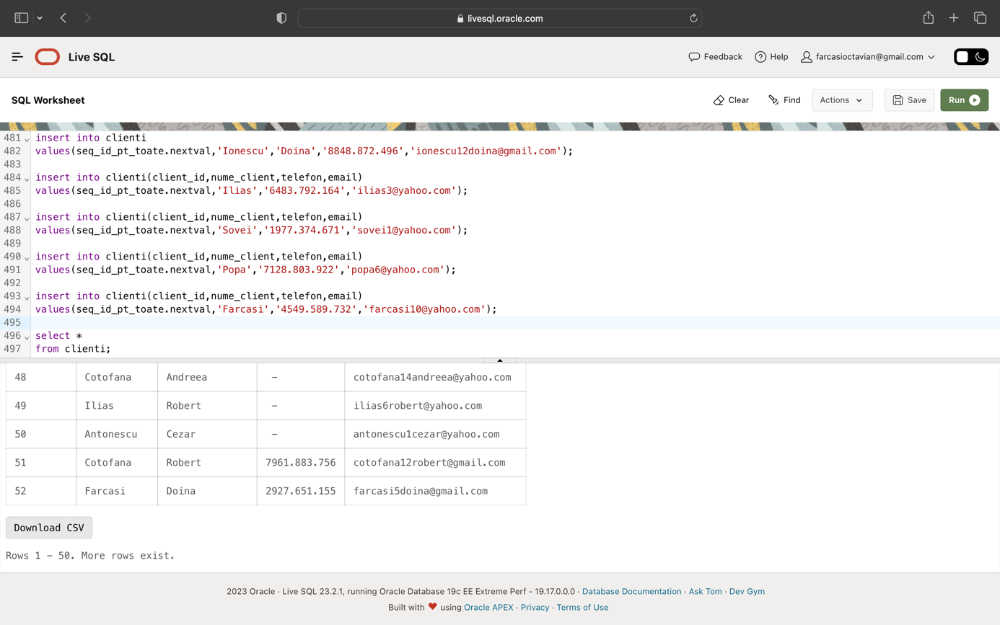 livesql.oracle.com
Live SQL
Feedback
Help
farcasioctavian@gmail.com
SQL Worksheet
Clear
Find
Actions
Save
Run
481 insert into clienti
482 values(seq_id_pt_toate.nextval,'Ionescu','Doina','8848.872.496','ionescu12doina@gmail.com');
483
484 insert into clienti(client_id,nume_client,telefon,email)
485 values(seq_id_pt_toate.nextval,'Ilias','6483.792.164','ilias3@yahoo.com');
486
487 insert into clienti(client_id,nume_client,telefon,email)
488 values(seq_id_pt_toate.nextval,'Sovei','1977.374.671','sovei1@yahoo.com');
489
490 insert into clienti(client_id,nume_client,telefon,email)
491 values(seq_id_pt_toate.nextval,'Popa','7128.803.922','popa6@yahoo.com');
492
493 insert into clienti(client_id,nume_client,telefon,email)
494 values(seq_id_pt_toate.nextval,'Farcasi','4549.589.732','farcasi10@yahoo.com');
495
496 select *
497 from clienti;
48 Cotofana Andreea – cotofana14andreea@yahoo.com
49 Ilias Robert – ilias6robert@yahoo.com
50 Antonescu Cezar – antonescu1cezar@yahoo.com
51 Cotofana Robert 7961.883.756 cotofana12robert@gmail.com
52 Farcasi Doina 2927.651.155 farcasi5doina@gmail.com
Download CSV
Rows 1 – 50. More rows exist.
2023 Oracle · Live SQL 23.2.1, running Oracle Database 19c EE Extreme Perf - 19.17.0.0.0 · Database Documentation · Ask Tom · Dev Gym
Built with ❤ using Oracle APEX · Privacy · Terms of Use